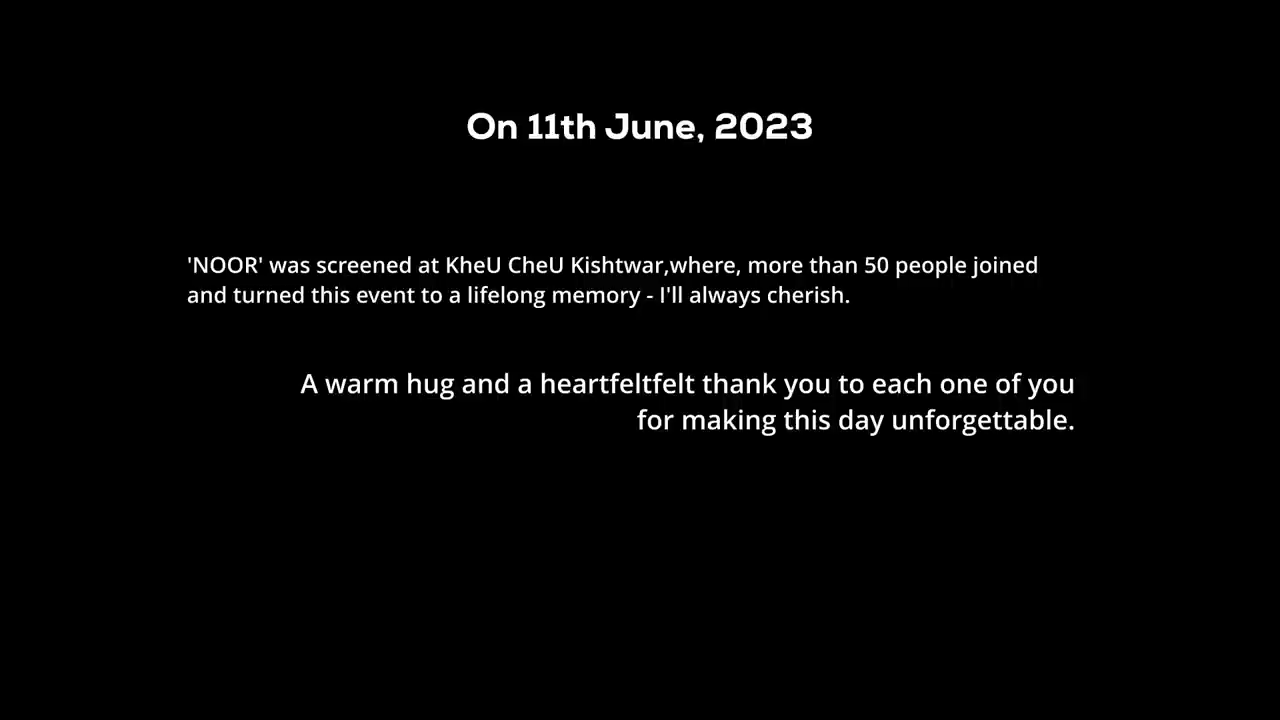 On 11th June, 2023
'NOOR' was screened at KheU CheU Kishtwar,where, more than 50 people joined
and turned this event to a lifelong memory - I'll always cherish.
A warm hug and a heartfeltfelt thank you to each one of you
for making this day unforgettable.